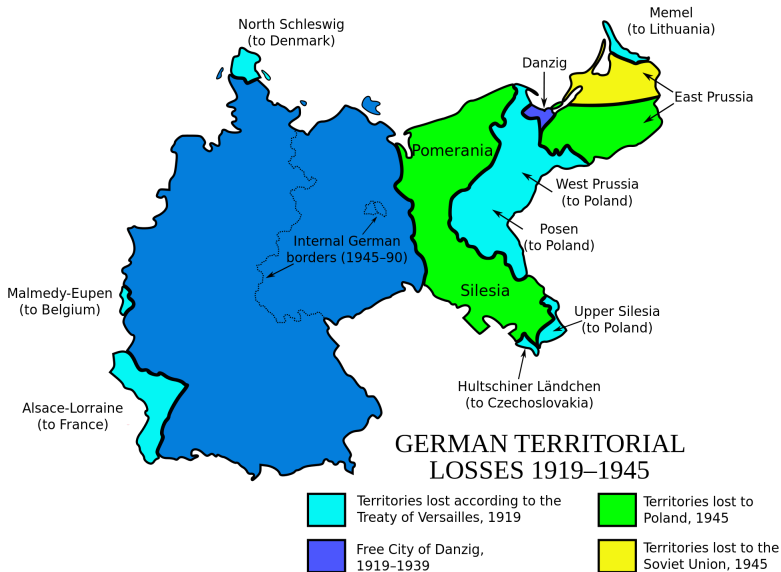 North Schleswig
(to Denmark)
Memel
(to Lithuania)
Danzig
East Prussia
Pomerania
West Prussia
(to Poland)
Posen
(to Poland)
Internal German
borders (1945–90)
Malmedy-Eupen
(to Belgium)
Silesia
Upper Silesia
(to Poland)
Hultschiner Ländchen
(to Czechoslovakia)
Alsace-Lorraine
(to France)
GERMAN TERRITORIAL
LOSSES 1919–1945
Territories lost according to the
Treaty of Versailles, 1919
Territories lost to
Poland, 1945
Free City of Danzig,
1919–1939
Territories lost to the
Soviet Union, 1945